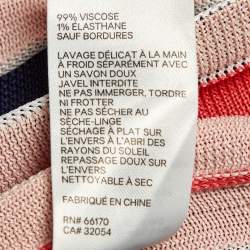 99% VISCOSE
1% ÉLASTHANE
SAUF BORDURES
LAVAGE DÉLICAT À LA MAIN
À FROID SÉPARÉMENT AVEC
UN SAVON DOUX
JAVEL INTERDITE
NE PAS IMMERGER, TORDRE,
NI FROTTER
NE PAS SÉCHER AU
SÈCHE-LINGE
SÉCHAGE À PLAT SUR
L'ENVERS À L'ABRI DES
RAYONS DU SOLEIL
REPASSAGE DOUX SUR
L'ENVERS
NETTOYABLE À SEC
FABRIQUÉ EN CHINE
RN# 66170
CA# 32054